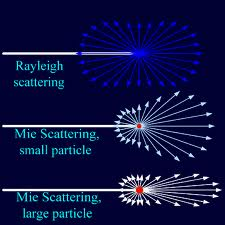 Rayleigh
scattering
Mie Scattering,
small particle
Mie Scattering,
large particle